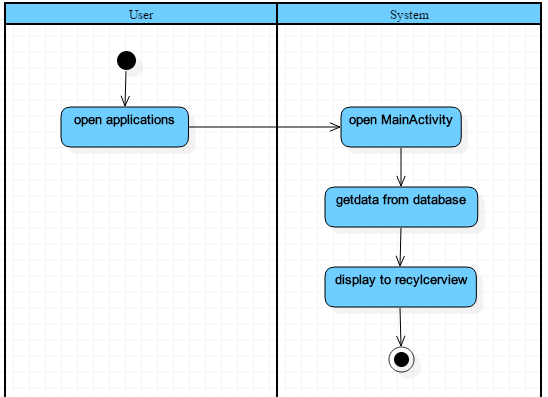 User
System
open applications
open MainActivity
getdata from database
display to recylcerview